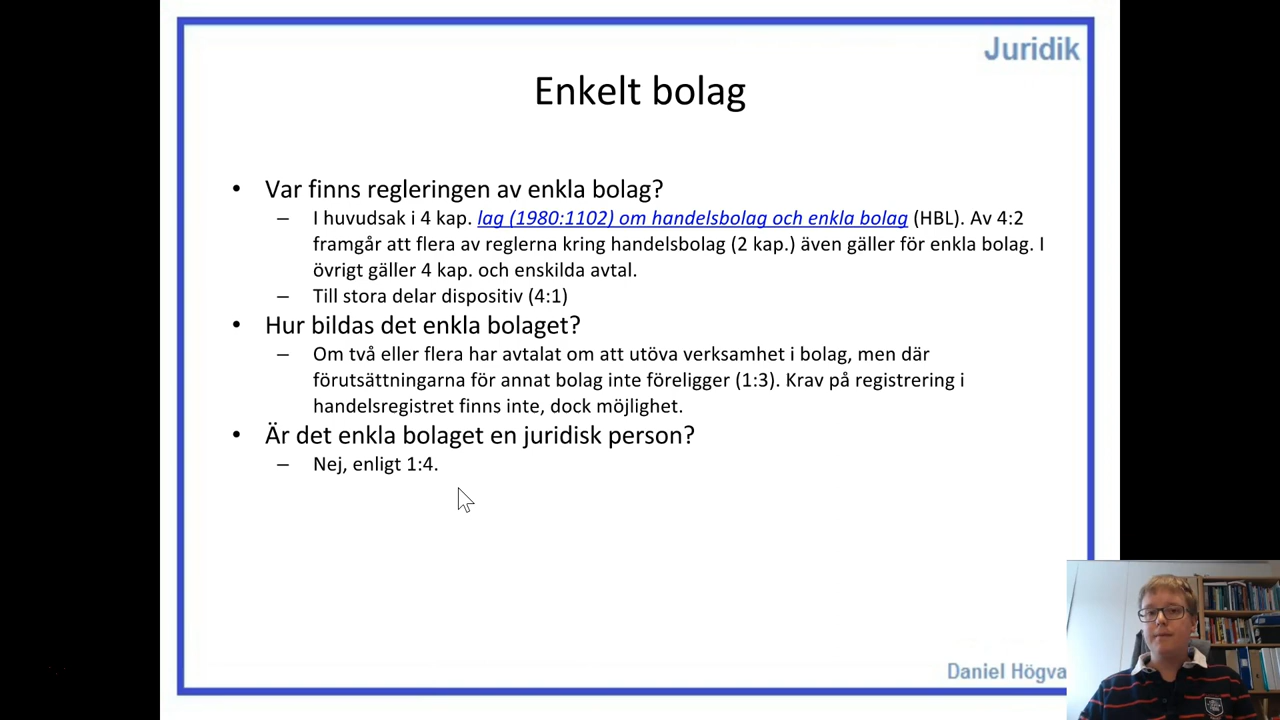 Juridik
Enkelt bolag
• Var finns regleringen av enkla bolag?
– I huvudsak i 4 kap. lag (1980:1102) om handelsbolag och enkla bolag (HBL). Av 4:2
framgår att flera av reglerna kring handelsbolag (2 kap.) även gäller för enkla bolag. I
övrigt gäller 4 kap. och enskilda avtal.
– Till stora delar dispositiv (4:1)
• Hur bildas det enkla bolaget?
– Om två eller flera har avtalat om att utöva verksamhet i bolag, men där
förutsättningarna för annat bolag inte föreligger (1:3). Krav på registrering i
handelsregistret finns inte, dock möjlighet.
• Är det enkla bolaget en juridisk person?
– Nej, enligt 1:4.
Daniel Högva